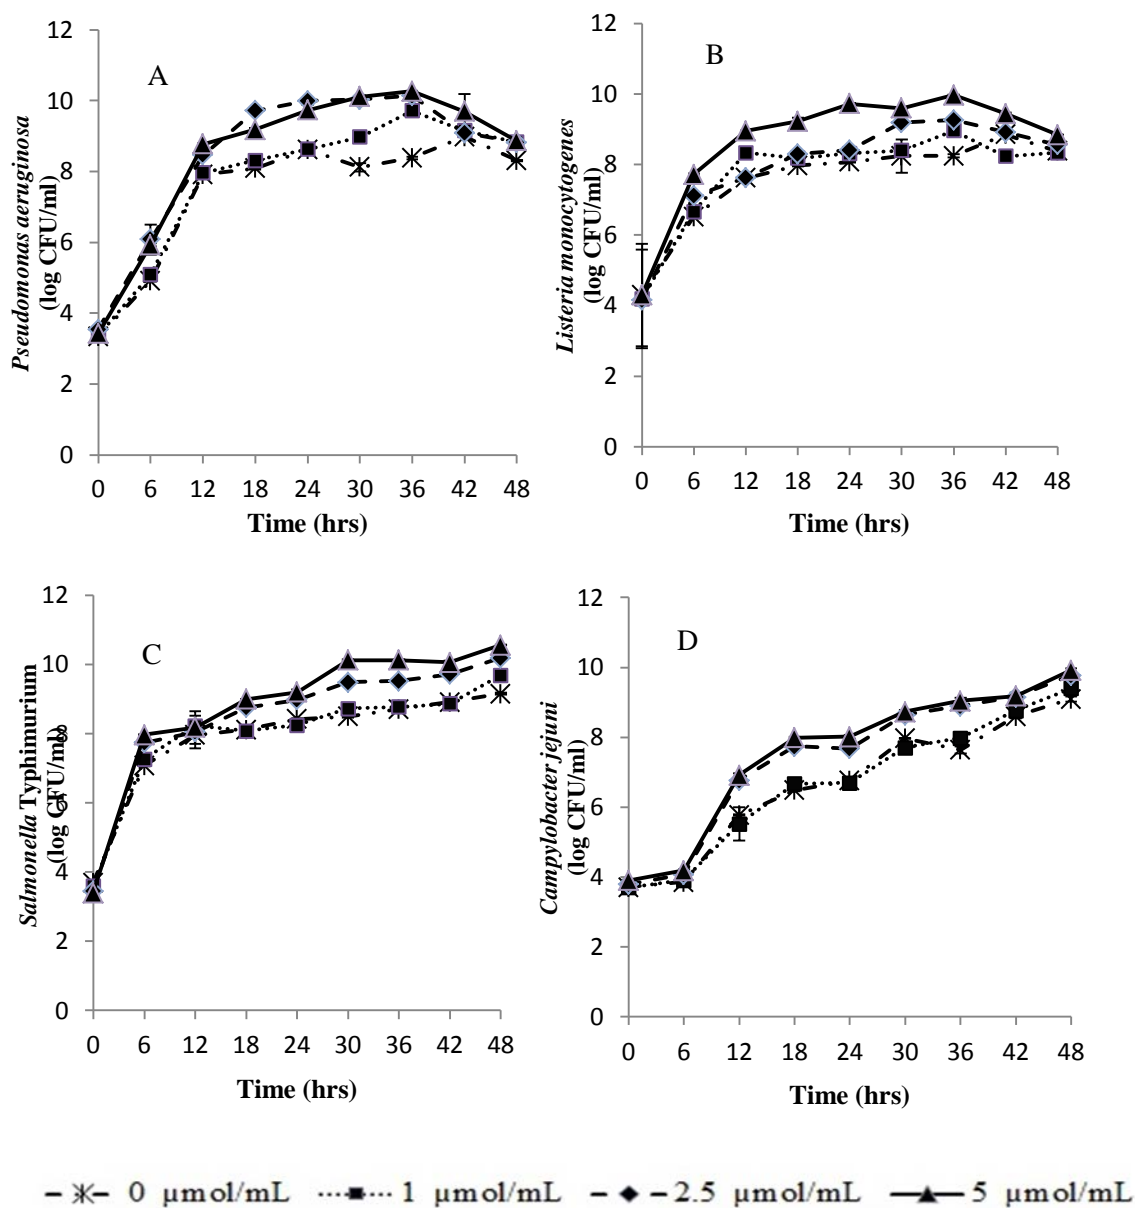 A
Pseudomonas aeruginosa
(log CFU/ml)
12
10
8
6
4
2
0
0 6 12 18 24 30 36 42 48
Time (hrs)
B
Listeria monocytogenes
(log CFU/ml)
12
10
8
6
4
2
0
0 6 12 18 24 30 36 42 48
Time (hrs)
C
Salmonella Typhimurium
(log CFU/ml)
12
10
8
6
4
2
0
0 6 12 18 24 30 36 42 48
Time (hrs)
D
Campylobacter jejuni
(log CFU/ml)
12
10
8
6
4
2
0
0 6 12 18 24 30 36 42 48
Time (hrs)
0 µmol/mL 1 µmol/mL 2.5 µmol/mL 5 µmol/mL